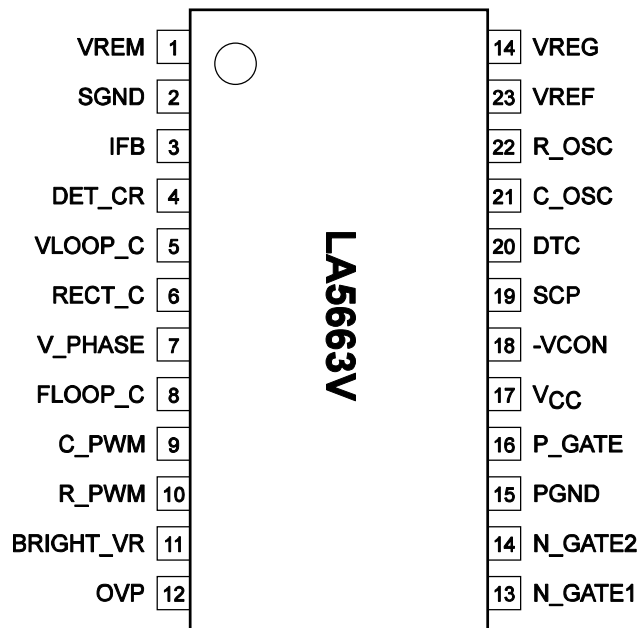 VREM 1 14 VREG
SGND 2 23 VREF
IFB 3 22 R_OSC
DET_CR 4 21 C_OSC
VLOOP_C 5 20 DTC
RECT_C 6 19 SCP
V_PHASE 7 18 -VCON
FLOOP_C 8 17 VCC
C_PWM 9 16 P_GATE
R_PWM 10 15 PGND
BRIGHT_VR 11 14 N_GATE2
OVP 12 13 N_GATE1
LA5663V